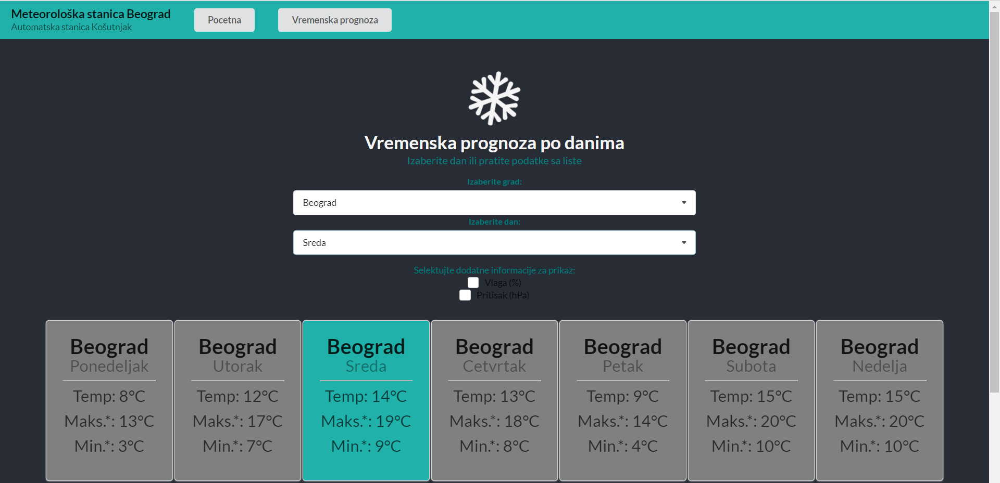 Meteorološka stanica Beograd
Automatska stanica Košutnjak
Pocetna
Vremenska prognoza
Vremenska prognoza po danima
Izaberite dan ili pratite podatke sa liste
Izaberite grad:
Beograd
Izaberite dan:
Sreda
Selektujte dodatne informacije za prikaz:
Vlaga (%)
Pritisak (hPa)
Beograd
Ponedeljak
Temp: 8°C
Maks.*: 13°C
Min.*: 3°C
Beograd
Utorak
Temp: 12°C
Maks.*: 17°C
Min.*: 7°C
Beograd
Sreda
Temp: 14°C
Maks.*: 19°C
Min.*: 9°C
Beograd
Cetvrtak
Temp: 13°C
Maks.*: 18°C
Min.*: 8°C
Beograd
Petak
Temp: 9°C
Maks.*: 14°C
Min.*: 4°C
Beograd
Subota
Temp: 15°C
Maks.*: 20°C
Min.*: 10°C
Beograd
Nedelja
Temp: 15°C
Maks.*: 20°C
Min.*: 10°C